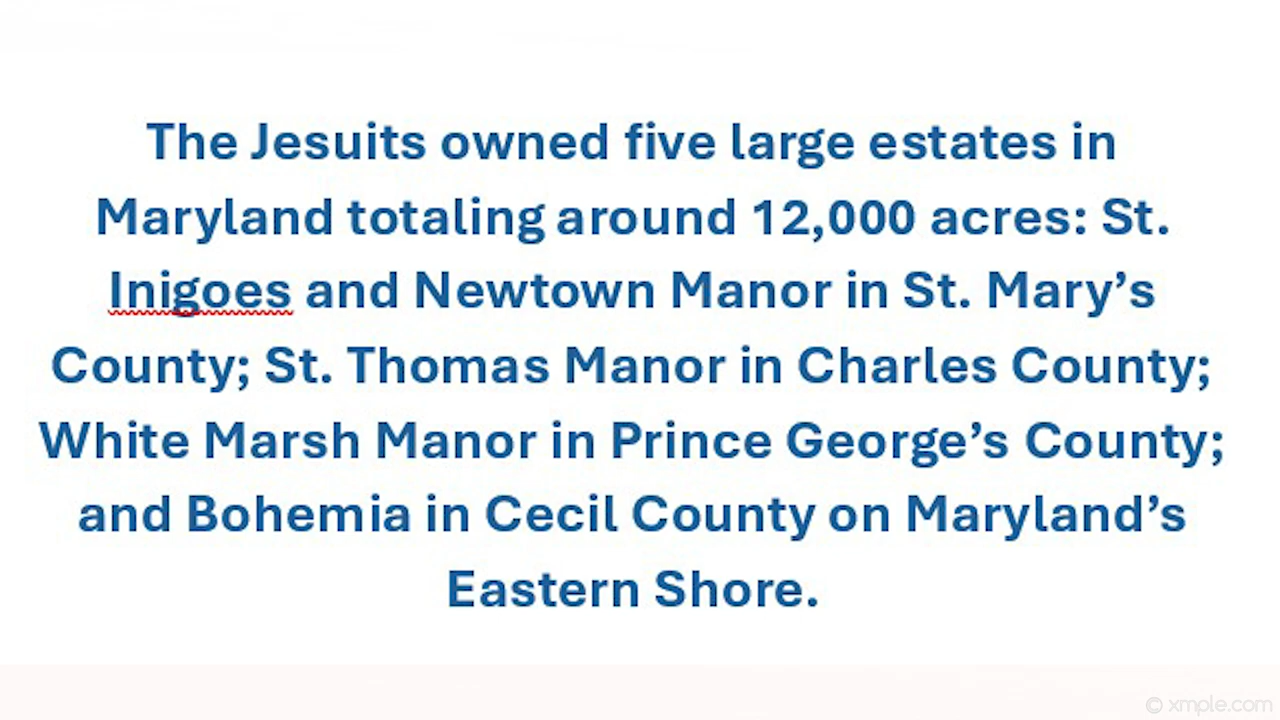 The Jesuits owned five large estates in
Maryland totaling around 12,000 acres: St.
Inigoes and Newtown Manor in St. Mary’s
County; St. Thomas Manor in Charles County;
White Marsh Manor in Prince George’s County;
and Bohemia in Cecil County on Maryland’s
Eastern Shore.
© xmple.com